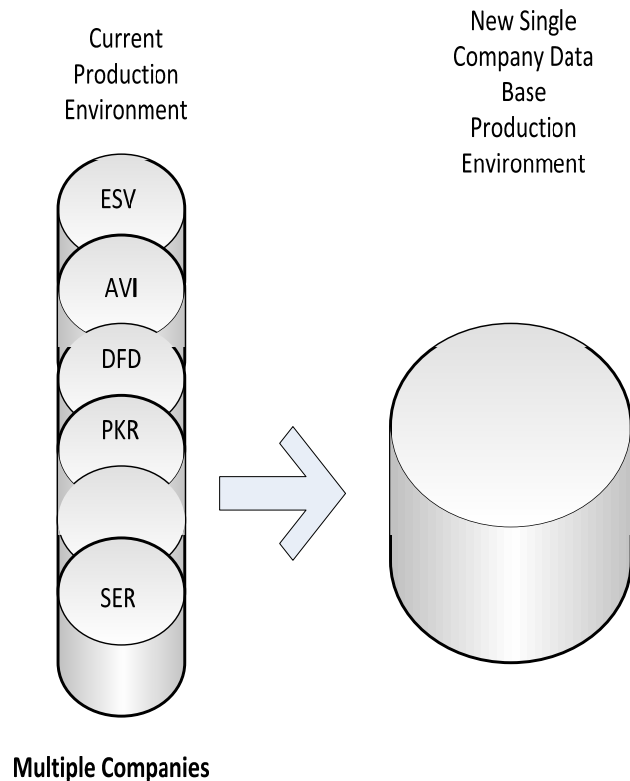 Current
Production
Environment
New Single
Company Data
Base
Production
Environment
ESV
AVI
DFD
PKR
SER
Multiple Companies